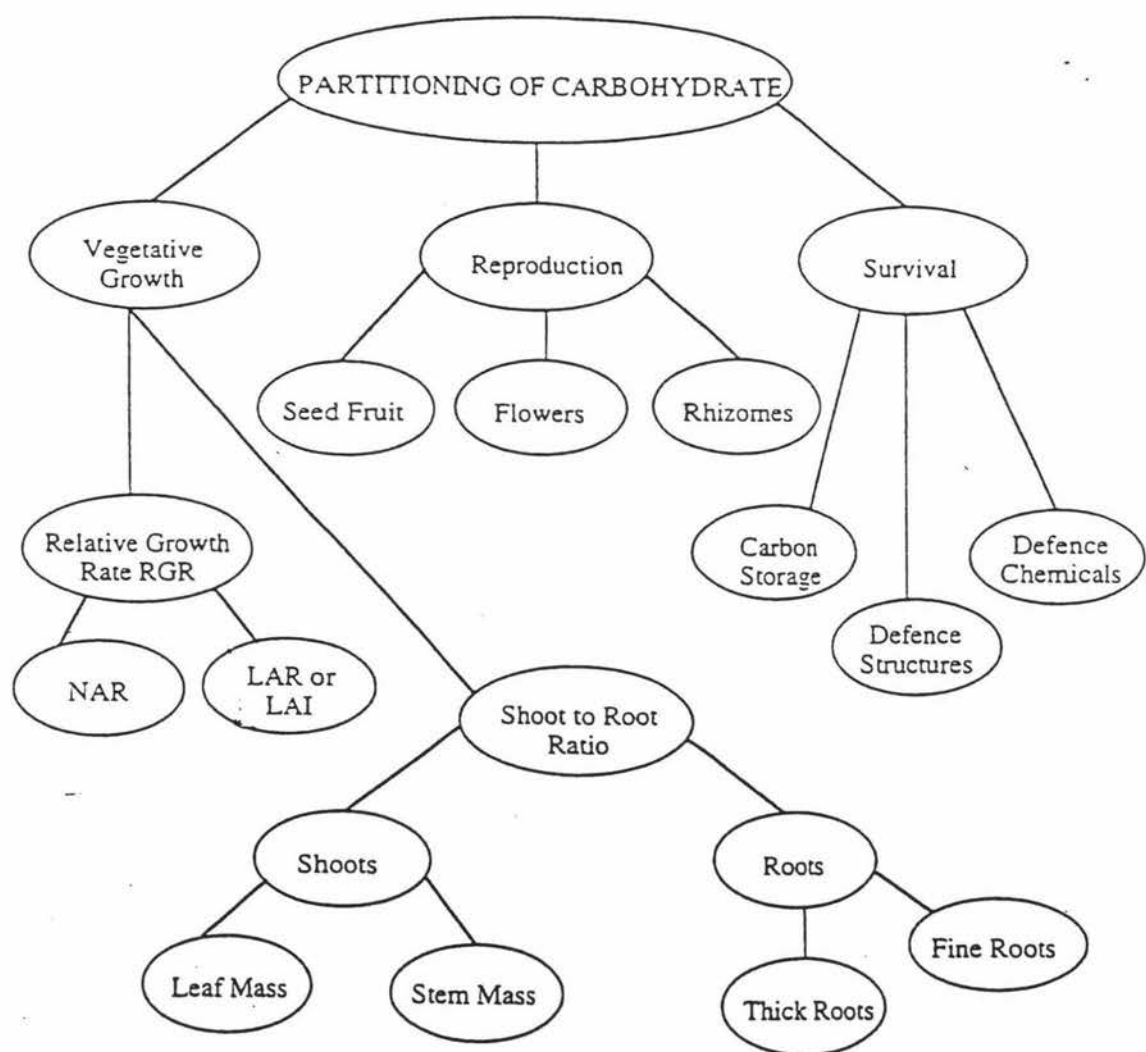 PARTITIONING OF CARBOHYDRATE
Vegetative
Growth
Reproduction
Survival
Seed Fruit
Flowers
Rhizomes
Relative Growth
Rate RGR
Carbon
Storage
Defence
Chemicals
Defence
Structures
NAR
LAR or
LAI
Shoot to Root
Ratio
Shoots
Roots
Leaf Mass
Stem Mass
Thick Roots
Fine Roots